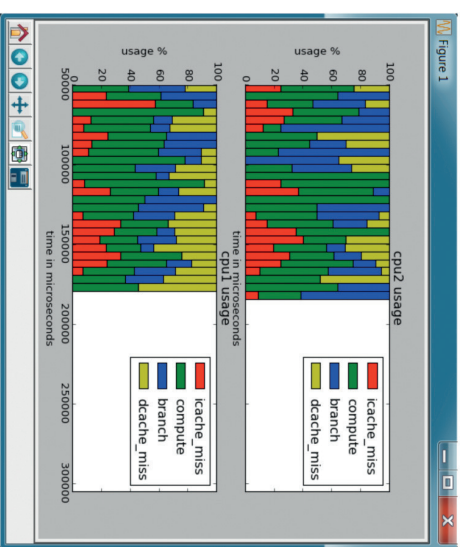 Figure 1
cpu2 usage
100
80
60
40
20
0
usage %
icache_miss
compute
branch
dcache_miss
time in microseconds
cpu1 usage
100
80
60
40
20
0
usage %
icache_miss
compute
branch
dcache_miss
50000
100000
150000
200000
250000
300000
time in microseconds